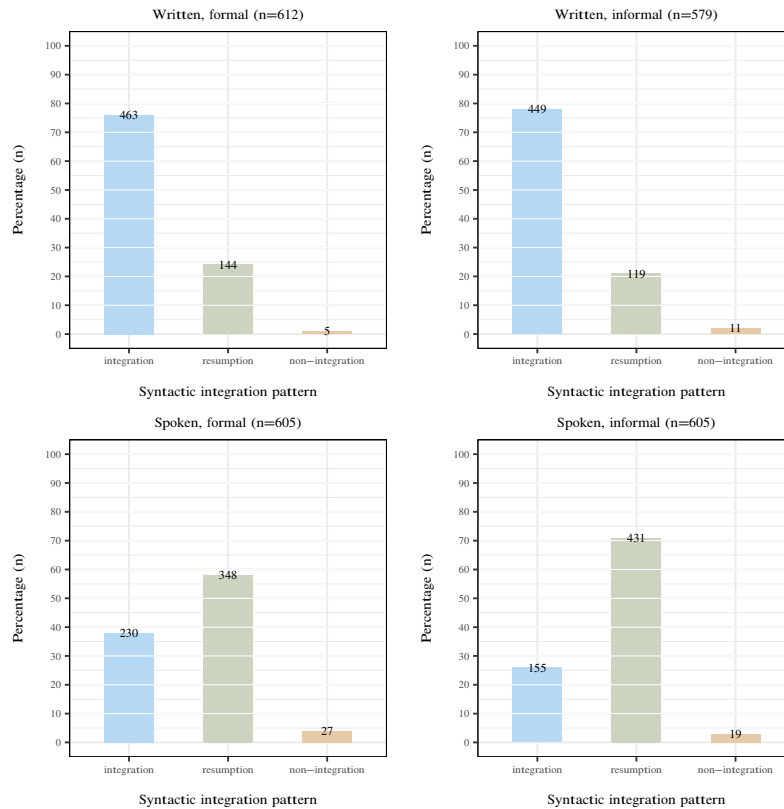 Written, formal (n=612)
100
90
80
70
60
50
40
30
20
10
0
Percentage (n)
463
144
5
integration
resumption
non−integration
Syntactic integration pattern
Written, informal (n=579)
100
90
80
70
60
50
40
30
20
10
0
Percentage (n)
449
119
11
integration
resumption
non−integration
Syntactic integration pattern
Spoken, formal (n=605)
100
90
80
70
60
50
40
30
20
10
0
Percentage (n)
230
348
27
integration
resumption
non−integration
Syntactic integration pattern
Spoken, informal (n=605)
100
90
80
70
60
50
40
30
20
10
0
Percentage (n)
155
431
19
integration
resumption
non−integration
Syntactic integration pattern